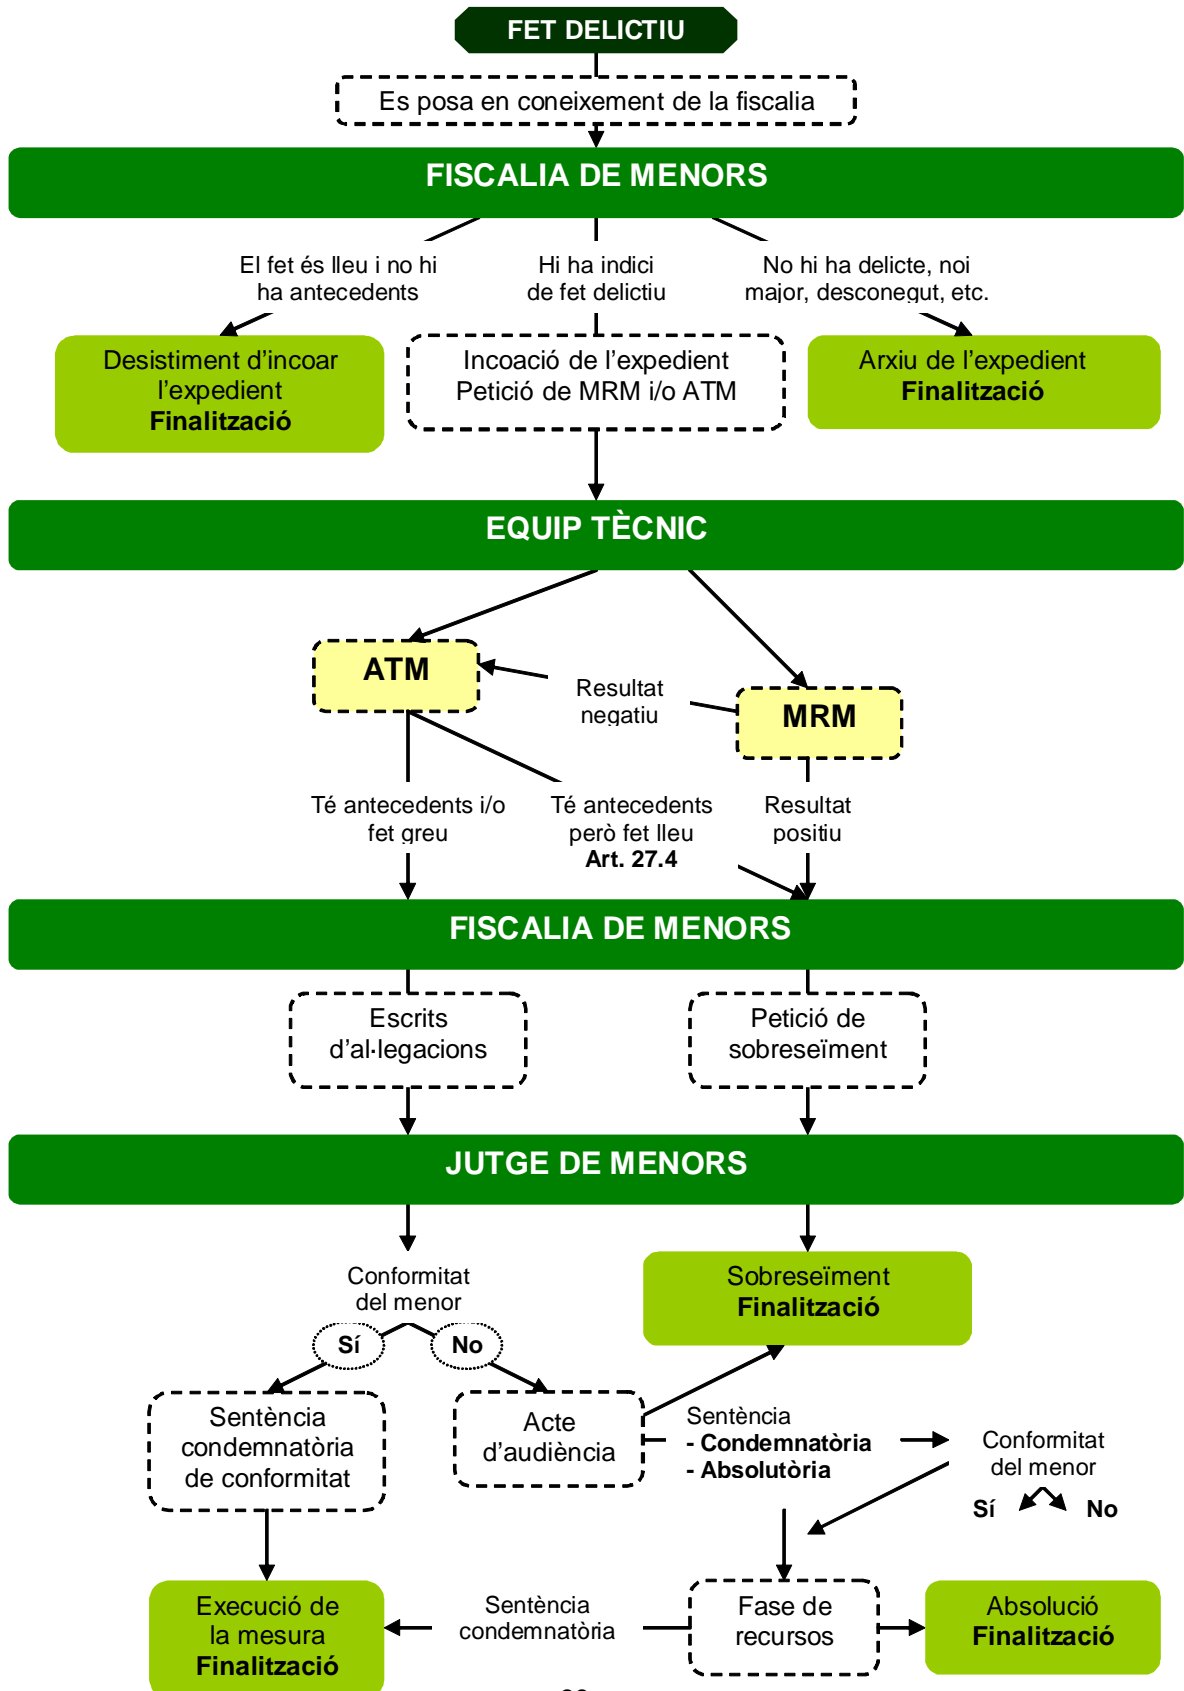 FET DELICTIU
Es posa en coneixement de la fiscalia
FISCALIA DE MENORS
El fet és lleu i no hi
ha antecedents
Hi ha indici
de fet delictiu
No hi ha delicte, noi
major, desconegut, etc.
Desistiment d’incoar
l’expedient
Finalització
Incoació de l’expedient
Petició de MRM i/o ATM
Arxiu de l’expedient
Finalització
EQUIP TÈCNIC
ATM
Resultat
negatiu
MRM
Té antecedents i/o
fet greu
Té antecedents
però fet lleu
Art. 27.4
Resultat
positiu
FISCALIA DE MENORS
Escrits
d’al·legacions
Petició de
sobreseïment
JUTGE DE MENORS
Conformitat
del menor
Sobreseïment
Finalització
Sí
No
Sentència
condemnatòria
de conformitat
Acte
d’audiència
Sentència
- Condemnatòria
- Absolutòria
Conformitat
del menor
Sí
No
Execució de
la mesura
Finalització
Sentència
condemnatòria
Fase de
recursos
Absolució
Finalització